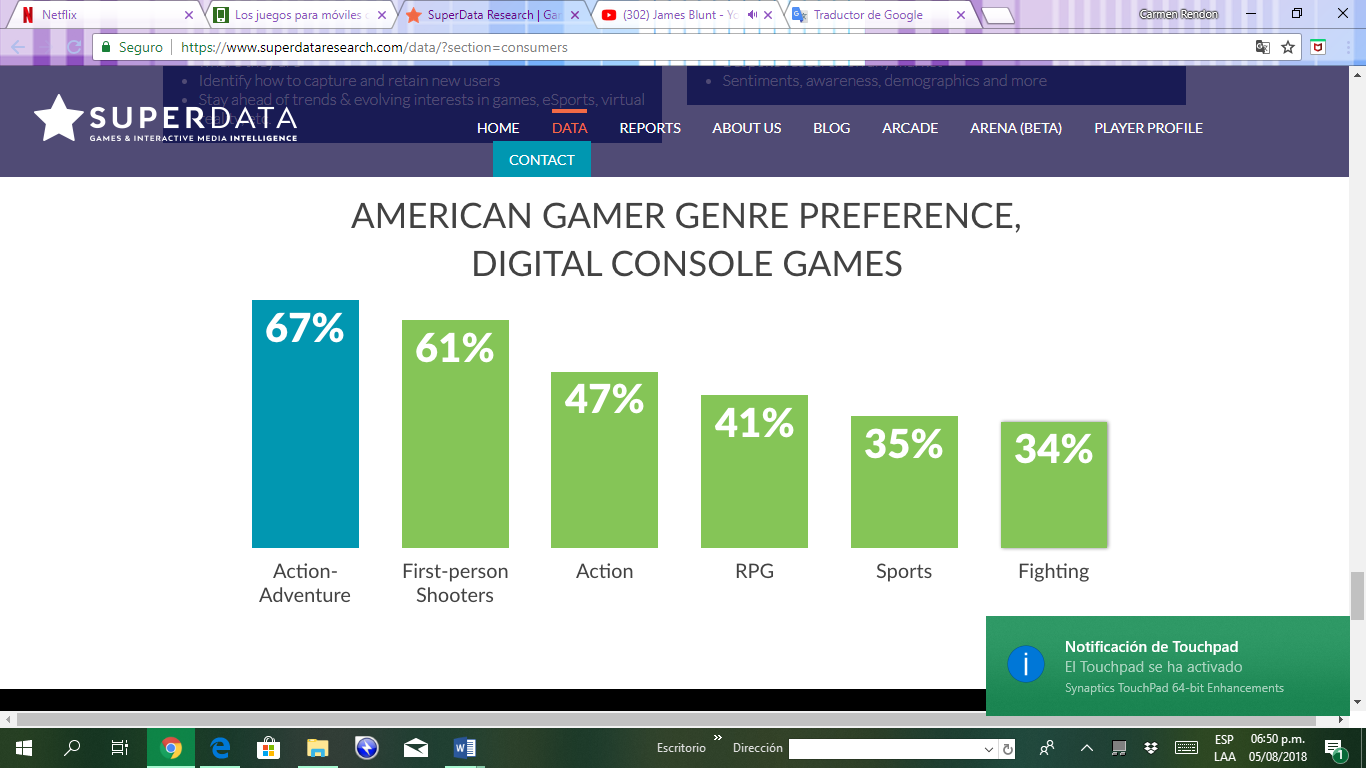 Netflix
Los juegos para móviles
SuperData Research | Ga
(302) James Blunt - Yo
Traductor de Google
Carmen Rendon
Seguro
https://www.superdataresearch.com/data/?section=consumers
Identify how to capture and retain new users
Stay ahead of trends & evolving interests in games, eSports, virtual
Sentiments, awareness, demographics and more
SUPERDATA
GAMES & INTERACTIVE MEDIA INTELLIGENCE
HOME
DATA
REPORTS
ABOUT US
BLOG
ARCADE
ARENA (BETA)
PLAYER PROFILE
CONTACT
AMERICAN GAMER GENRE PREFERENCE,
DIGITAL CONSOLE GAMES
67%
61%
47%
41%
35%
34%
Action-
Adventure
First-person
Shooters
Action
RPG
Sports
Fighting
Notificación de Touchpad
El Touchpad se ha activado
Synaptics TouchPad 64-bit Enhancements
Escritorio
Dirección
ESP
LAA
06:50 p.m.
05/08/2018
1